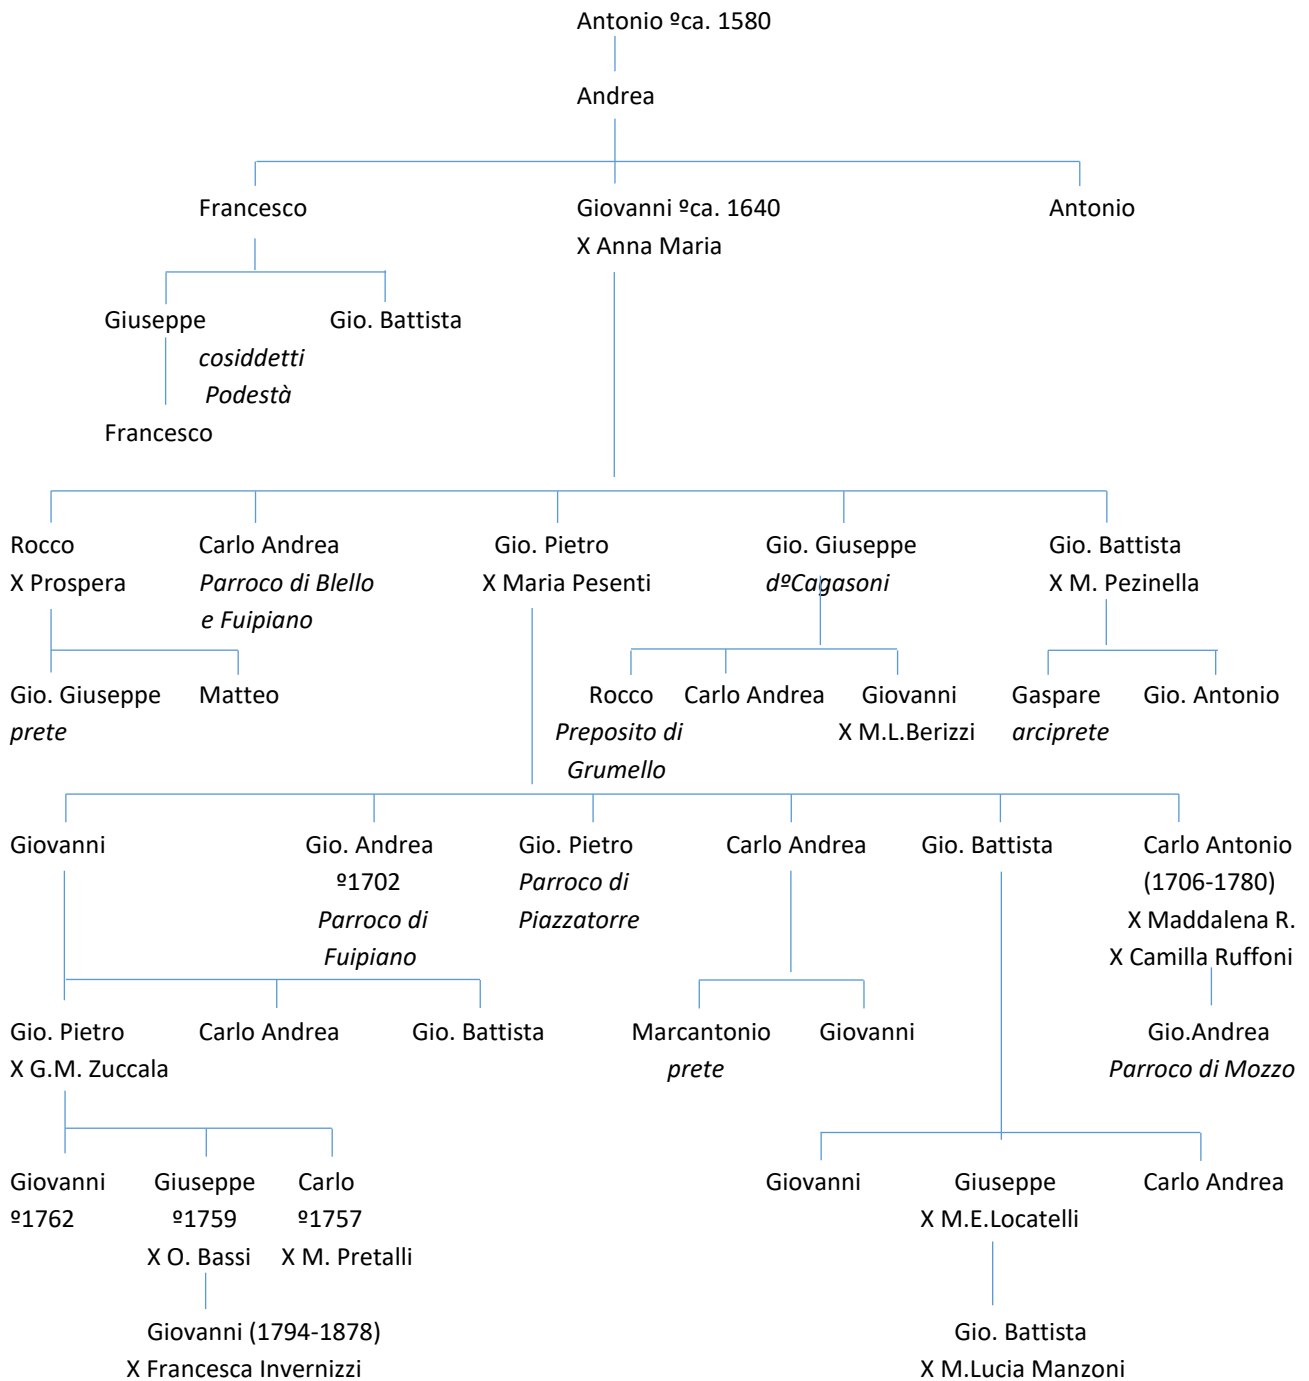 Antonio ºca. 1580
Andrea
Francesco Giovanni ºca. 1640 Antonio
X Anna Maria
Giuseppe Gio. Battista
cosiddetti
Podestà
Francesco
Rocco Carlo Andrea Gio. Pietro Gio. Giuseppe Gio. Battista
X Prospera Parroco di Blello X Maria Pesenti dºCagasoni X M. Pezinella
e Fuipiano
Gio. Giuseppe Matteo Rocco Carlo Andrea Giovanni Gaspare Gio. Antonio
prete Preposito di X M.L.Berizzi arciprete
Grumello
Giovanni Gio. Andrea Gio. Pietro Carlo Andrea Gio. Battista Carlo Antonio
º1702 Parroco di (1706-1780)
Parroco di Piazzatorre X Maddalena R.
Fuipiano X Camilla Ruffoni
Gio. Pietro Carlo Andrea Gio. Battista Marcantonio Giovanni Gio.Andrea
X G.M. Zuccala prete Parroco di Mozzo
Giovanni Giuseppe Carlo Giovanni Giuseppe Carlo Andrea
º1762 º1759 º1757 X M.E.Locatelli
X O. Bassi X M. Pretalli
Giovanni (1794-1878) Gio. Battista
X Francesca Invernizzi X M.Lucia Manzoni